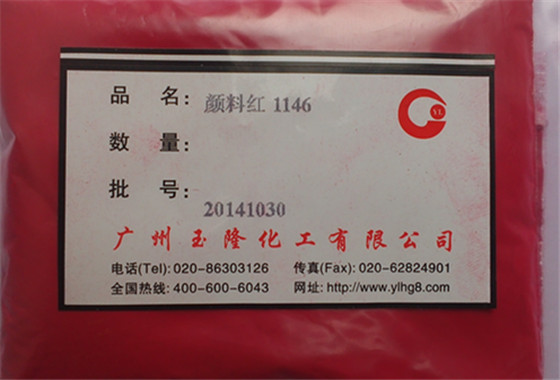 品 名: 颜料红 1146
数 量:
批 号: 20141030
广州玉隆化工有限公司
电话(Tel): 020-86303126 传真(Fax): 020-62824901
全国热线: 400-600-6043 网址: http://www.ylhg8.com